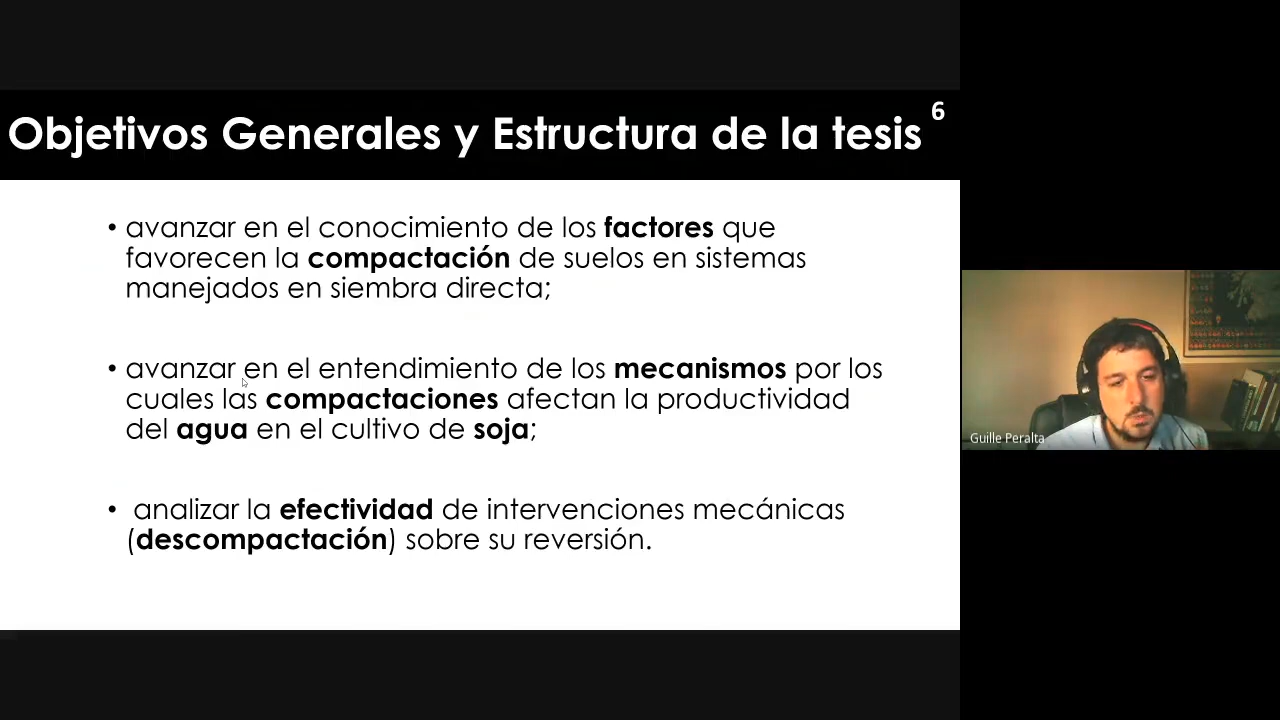 Objetivos Generales y Estructura de la tesis
6
• avanzar en el conocimiento de los factores que
favorecen la compactación de suelos en sistemas
manejados en siembra directa;
• avanzar en el entendimiento de los mecanismos por los
cuales las compactaciones afectan la productividad
del agua en el cultivo de soja;
• analizar la efectividad de intervenciones mecánicas
(descompactación) sobre su reversión.
Guille Peralta